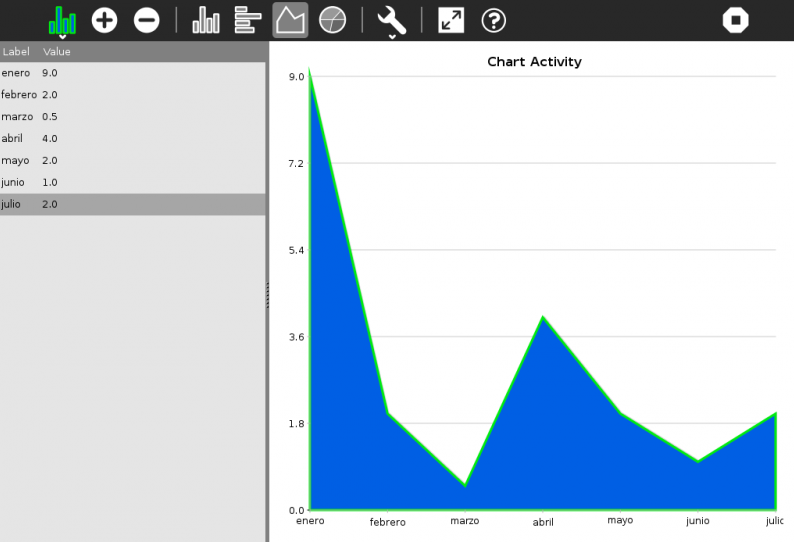 Label Value
enero 9.0
febrero 2.0
marzo 0.5
abril 4.0
mayo 2.0
junio 1.0
julio 2.0
Chart Activity
9.0
7.2
5.4
3.6
1.8
0.0
enero febrero marzo abril mayo junio julio